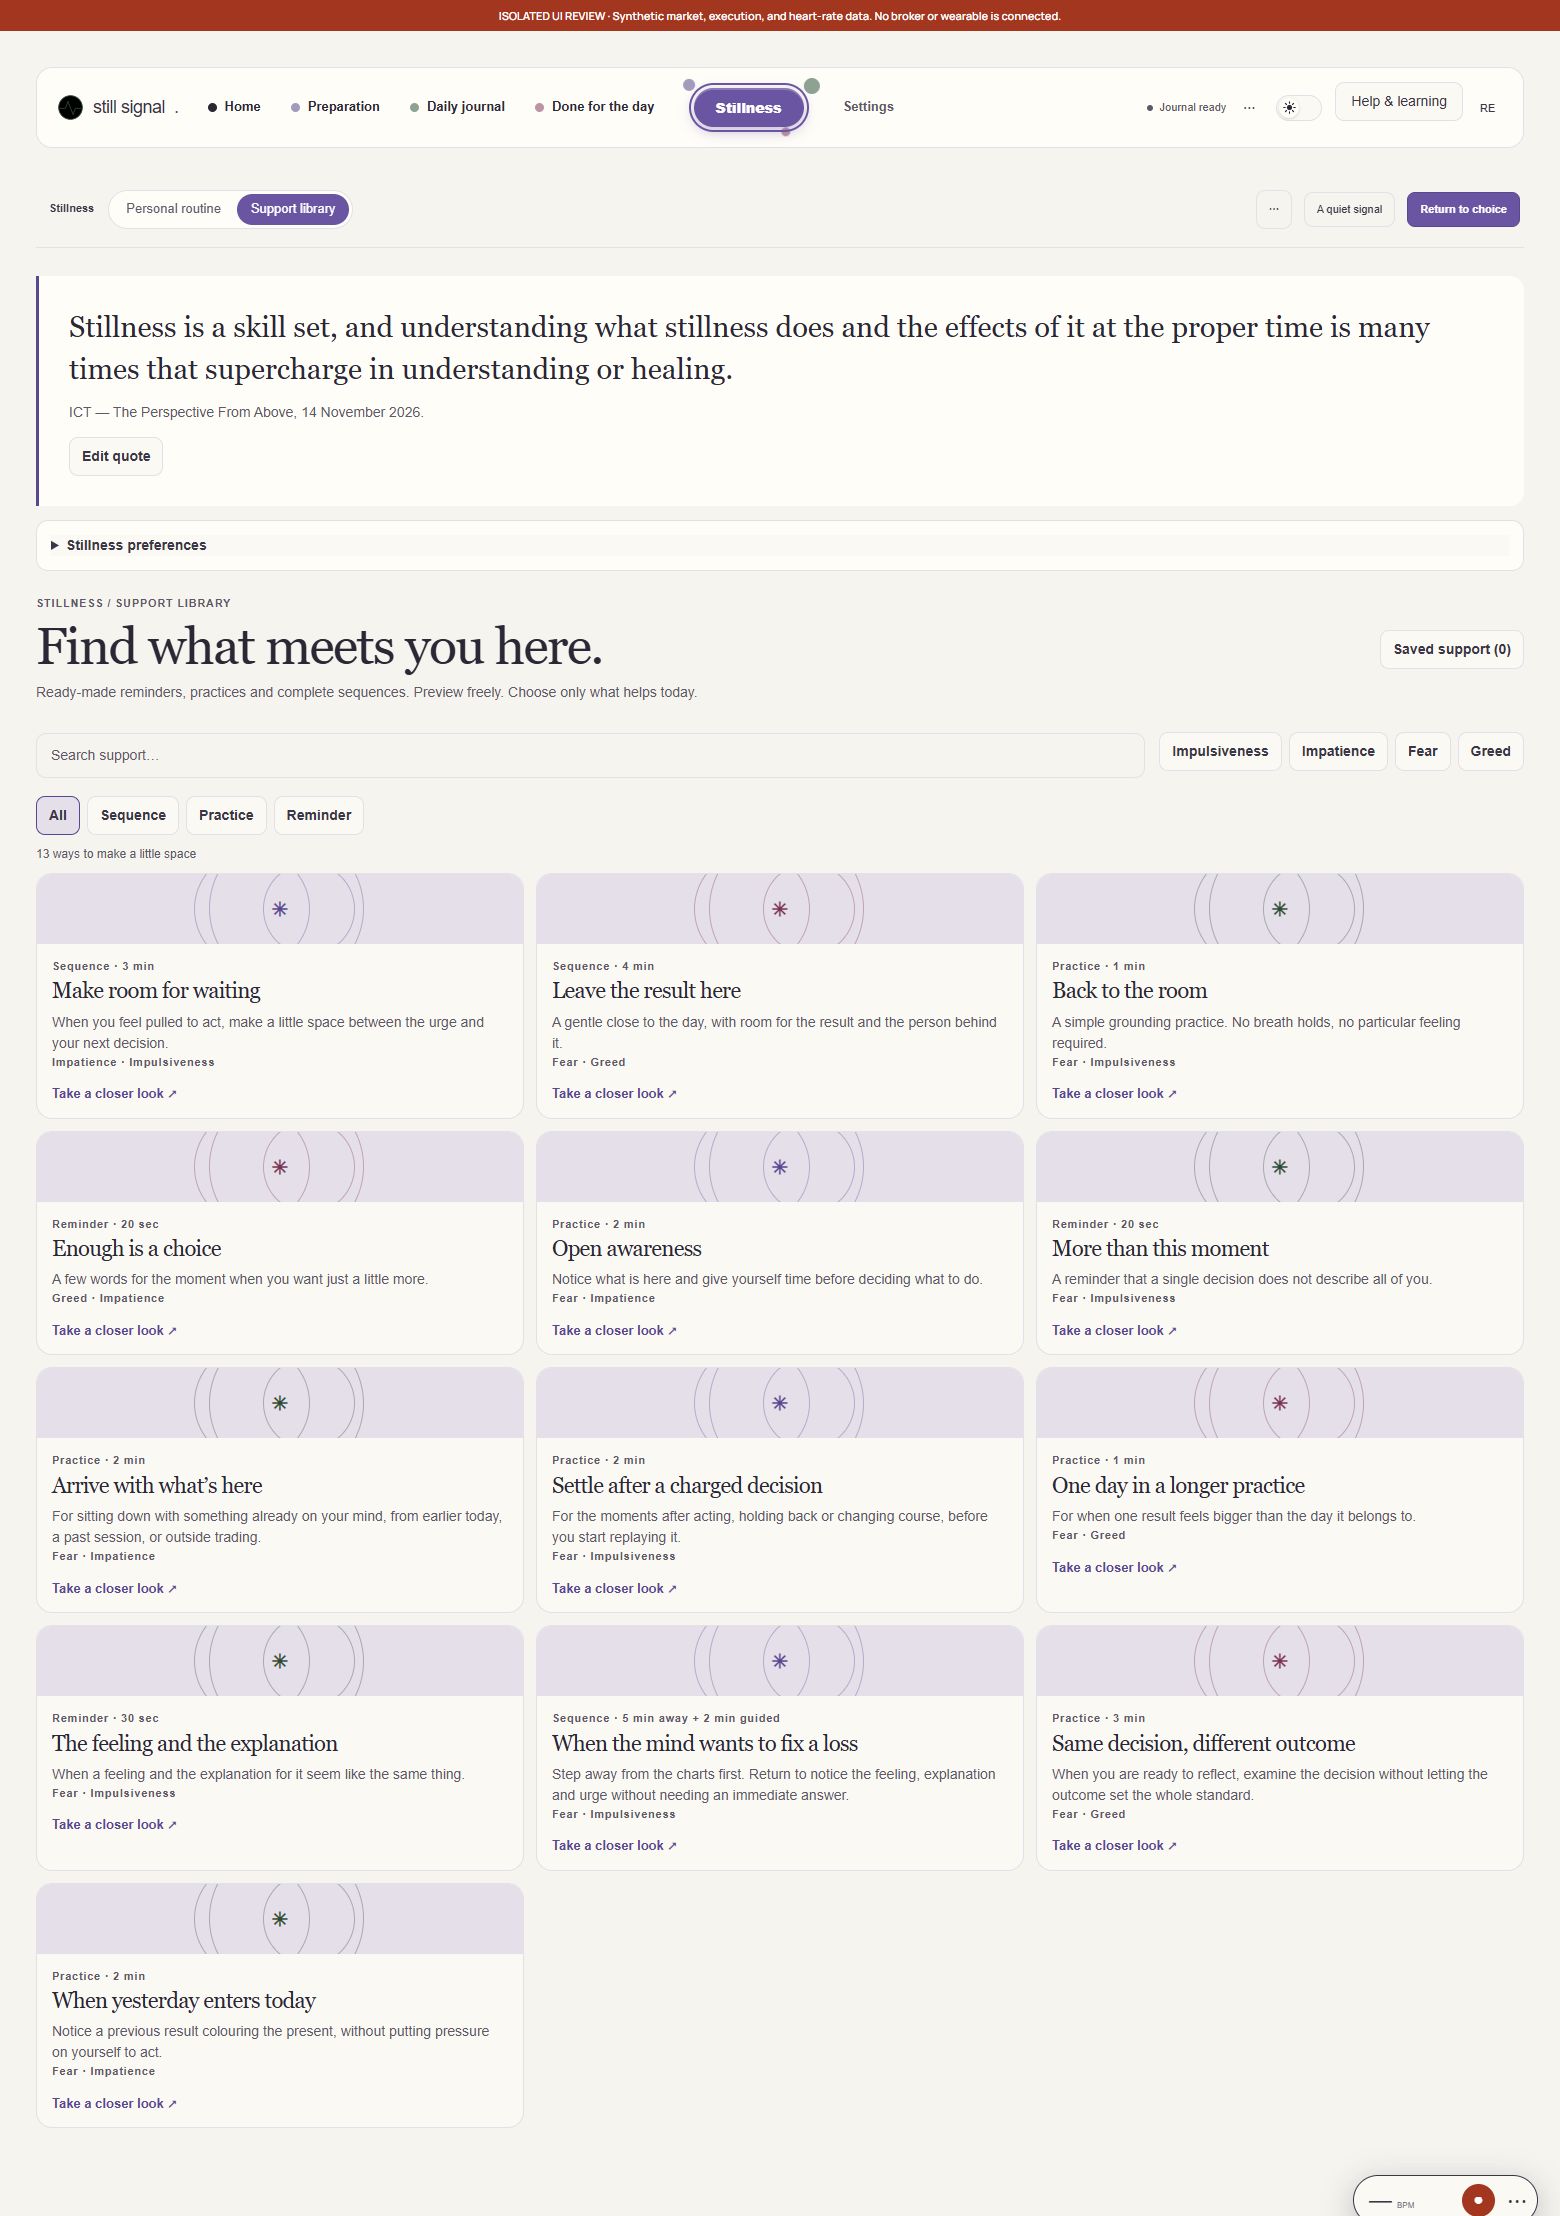 ISOLATED UI REVIEW · Synthetic market, execution, and heart-rate data. No broker or wearable is connected.
still signal .
Home
Preparation
Daily journal
Done for the day
Stillness
Settings
Journal ready
...
Help & learning
RE
Stillness
Personal routine
Support library
...
A quiet signal
Return to choice
Stillness is a skill set, and understanding what stillness does and the effects of it at the proper time is many
times that supercharge in understanding or healing.
ICT — The Perspective From Above, 14 November 2026.
Edit quote
Stillness preferences
STILLNESS / SUPPORT LIBRARY
Find what meets you here.
Saved support (0)
Ready-made reminders, practices and complete sequences. Preview freely. Choose only what helps today.
Search support…
Impulsiveness
Impatience
Fear
Greed
All
Sequence
Practice
Reminder
13 ways to make a little space
Sequence · 3 min
Make room for waiting
When you feel pulled to act, make a little space between the urge and
your next decision.
Impatience · Impulsiveness
Take a closer look ↗
Sequence · 4 min
Leave the result here
A gentle close to the day, with room for the result and the person behind
it.
Fear · Greed
Take a closer look ↗
Practice · 1 min
Back to the room
A simple grounding practice. No breath holds, no particular feeling
required.
Fear · Impulsiveness
Take a closer look ↗
Reminder · 20 sec
Enough is a choice
A few words for the moment when you want just a little more.
Greed · Impatience
Take a closer look ↗
Practice · 2 min
Open awareness
Notice what is here and give yourself time before deciding what to do.
Fear · Impatience
Take a closer look ↗
Reminder · 20 sec
More than this moment
A reminder that a single decision does not describe all of you.
Fear · Impulsiveness
Take a closer look ↗
Practice · 2 min
Arrive with what’s here
For sitting down with something already on your mind, from earlier today,
a past session, or outside trading.
Fear · Impatience
Take a closer look ↗
Practice · 2 min
Settle after a charged decision
For the moments after acting, holding back or changing course, before
you start replaying it.
Fear · Impulsiveness
Take a closer look ↗
Practice · 1 min
One day in a longer practice
For when one result feels bigger than the day it belongs to.
Fear · Greed
Take a closer look ↗
Reminder · 30 sec
The feeling and the explanation
When a feeling and the explanation for it seem like the same thing.
Fear · Impulsiveness
Take a closer look ↗
Sequence · 5 min away + 2 min guided
When the mind wants to fix a loss
Step away from the charts first. Return to notice the feeling, explanation
and urge without needing an immediate answer.
Fear · Impulsiveness
Take a closer look ↗
Practice · 3 min
Same decision, different outcome
When you are ready to reflect, examine the decision without letting the
outcome set the whole standard.
Fear · Greed
Take a closer look ↗
Practice · 2 min
When yesterday enters today
Notice a previous result colouring the present, without putting pressure
on yourself to act.
Fear · Impatience
Take a closer look ↗
— BPM
...